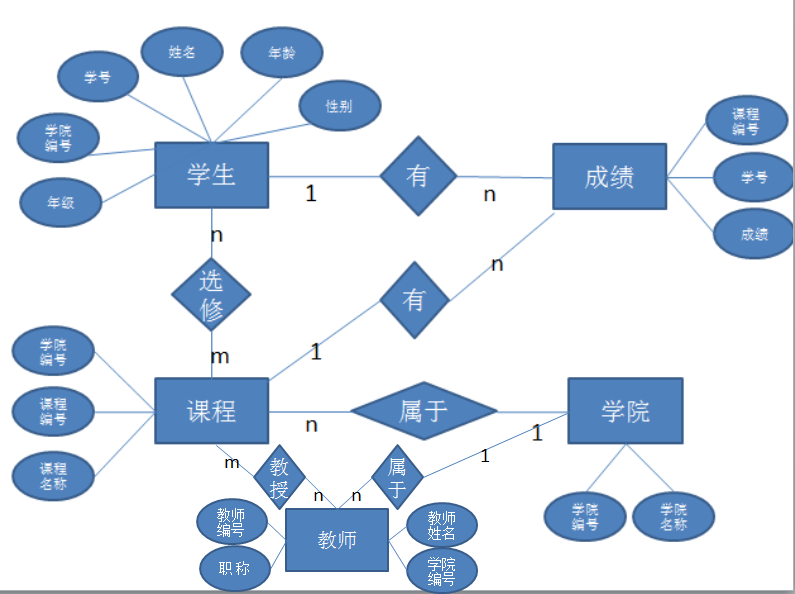 姓名
年龄
学号
性别
学院
编号
年级
学生
1
有
n
成绩
课程
编号
学号
成绩
n
选
修
m
有
n
1
学院
编号
课程
编号
课程
名称
课程
n
属于
1
学院
学院
编号
学院
名称
m
教
授
n
属
于
n
1
教师
编号
职称
教师
教师
姓名
学院
编号